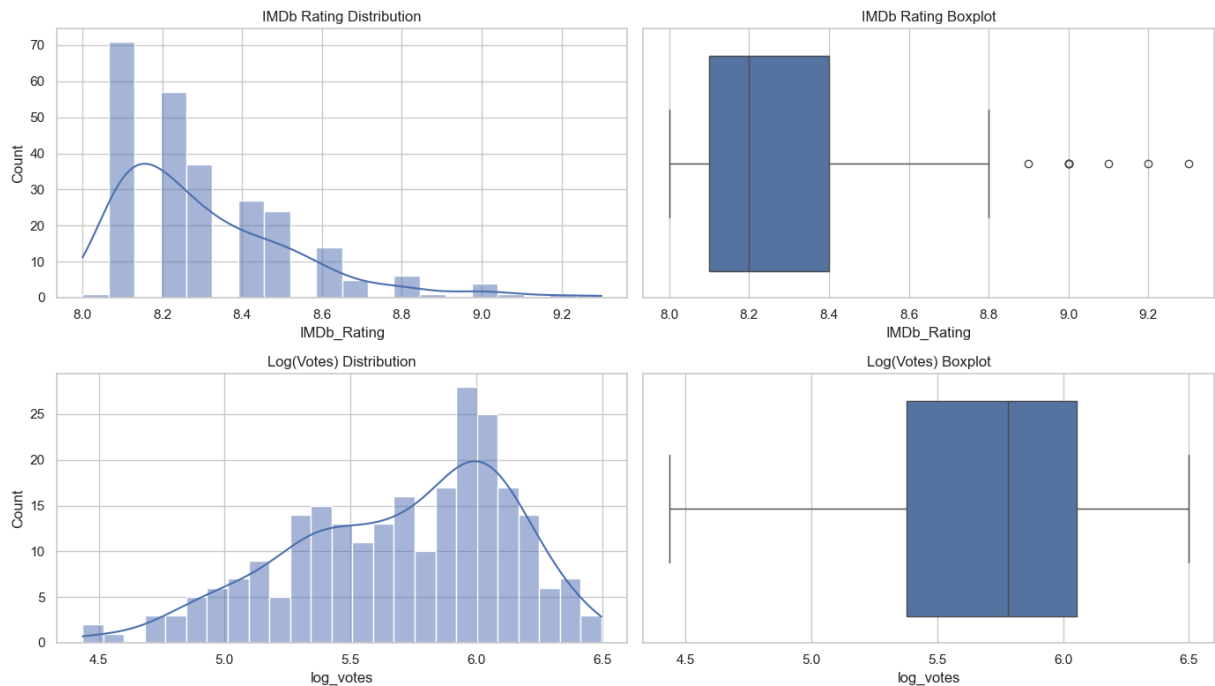 IMDb Rating Distribution
IMDb Rating Boxplot
70
60
50
40
30
20
10
0
Count
8.0 8.2 8.4 8.6 8.8 9.0 9.2
IMDb_Rating
8.0 8.2 8.4 8.6 8.8 9.0 9.2
IMDb_Rating
Log(Votes) Distribution
Log(Votes) Boxplot
25
20
15
10
5
0
Count
4.5 5.0 5.5 6.0 6.5
log_votes
4.5 5.0 5.5 6.0 6.5
log_votes